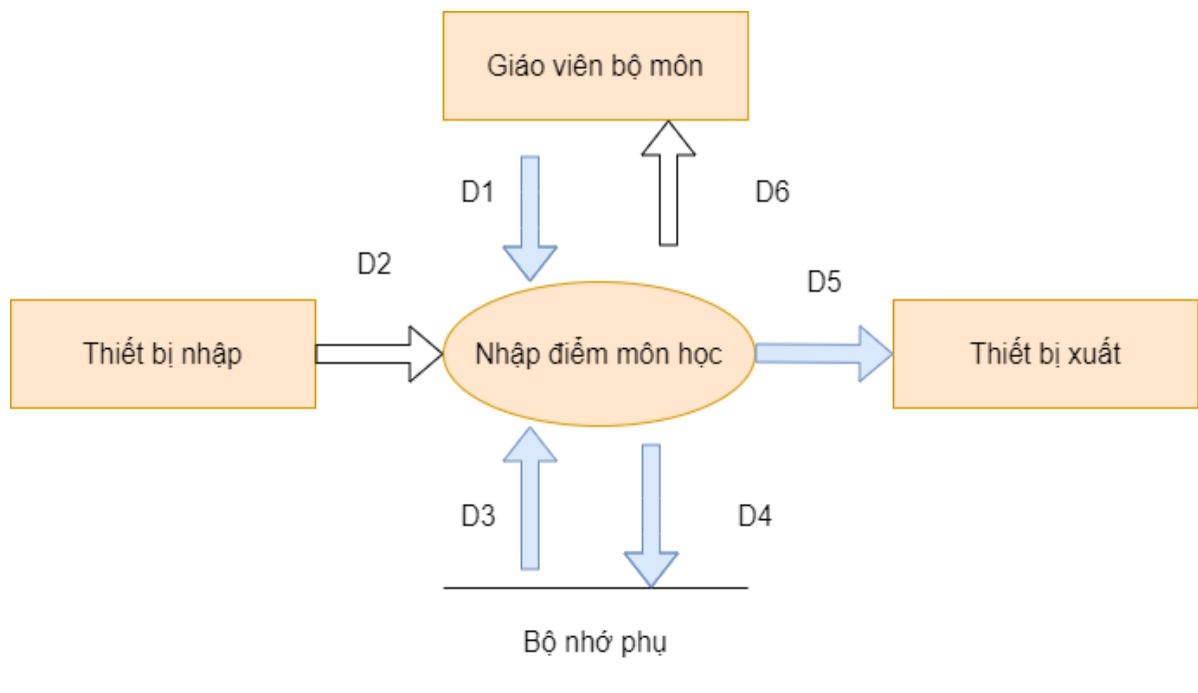 Giáo viên bộ môn
D1
D6
D2
D5
Thiết bị nhập
Nhập điểm môn học
Thiết bị xuất
D3
D4
Bộ nhớ phụ